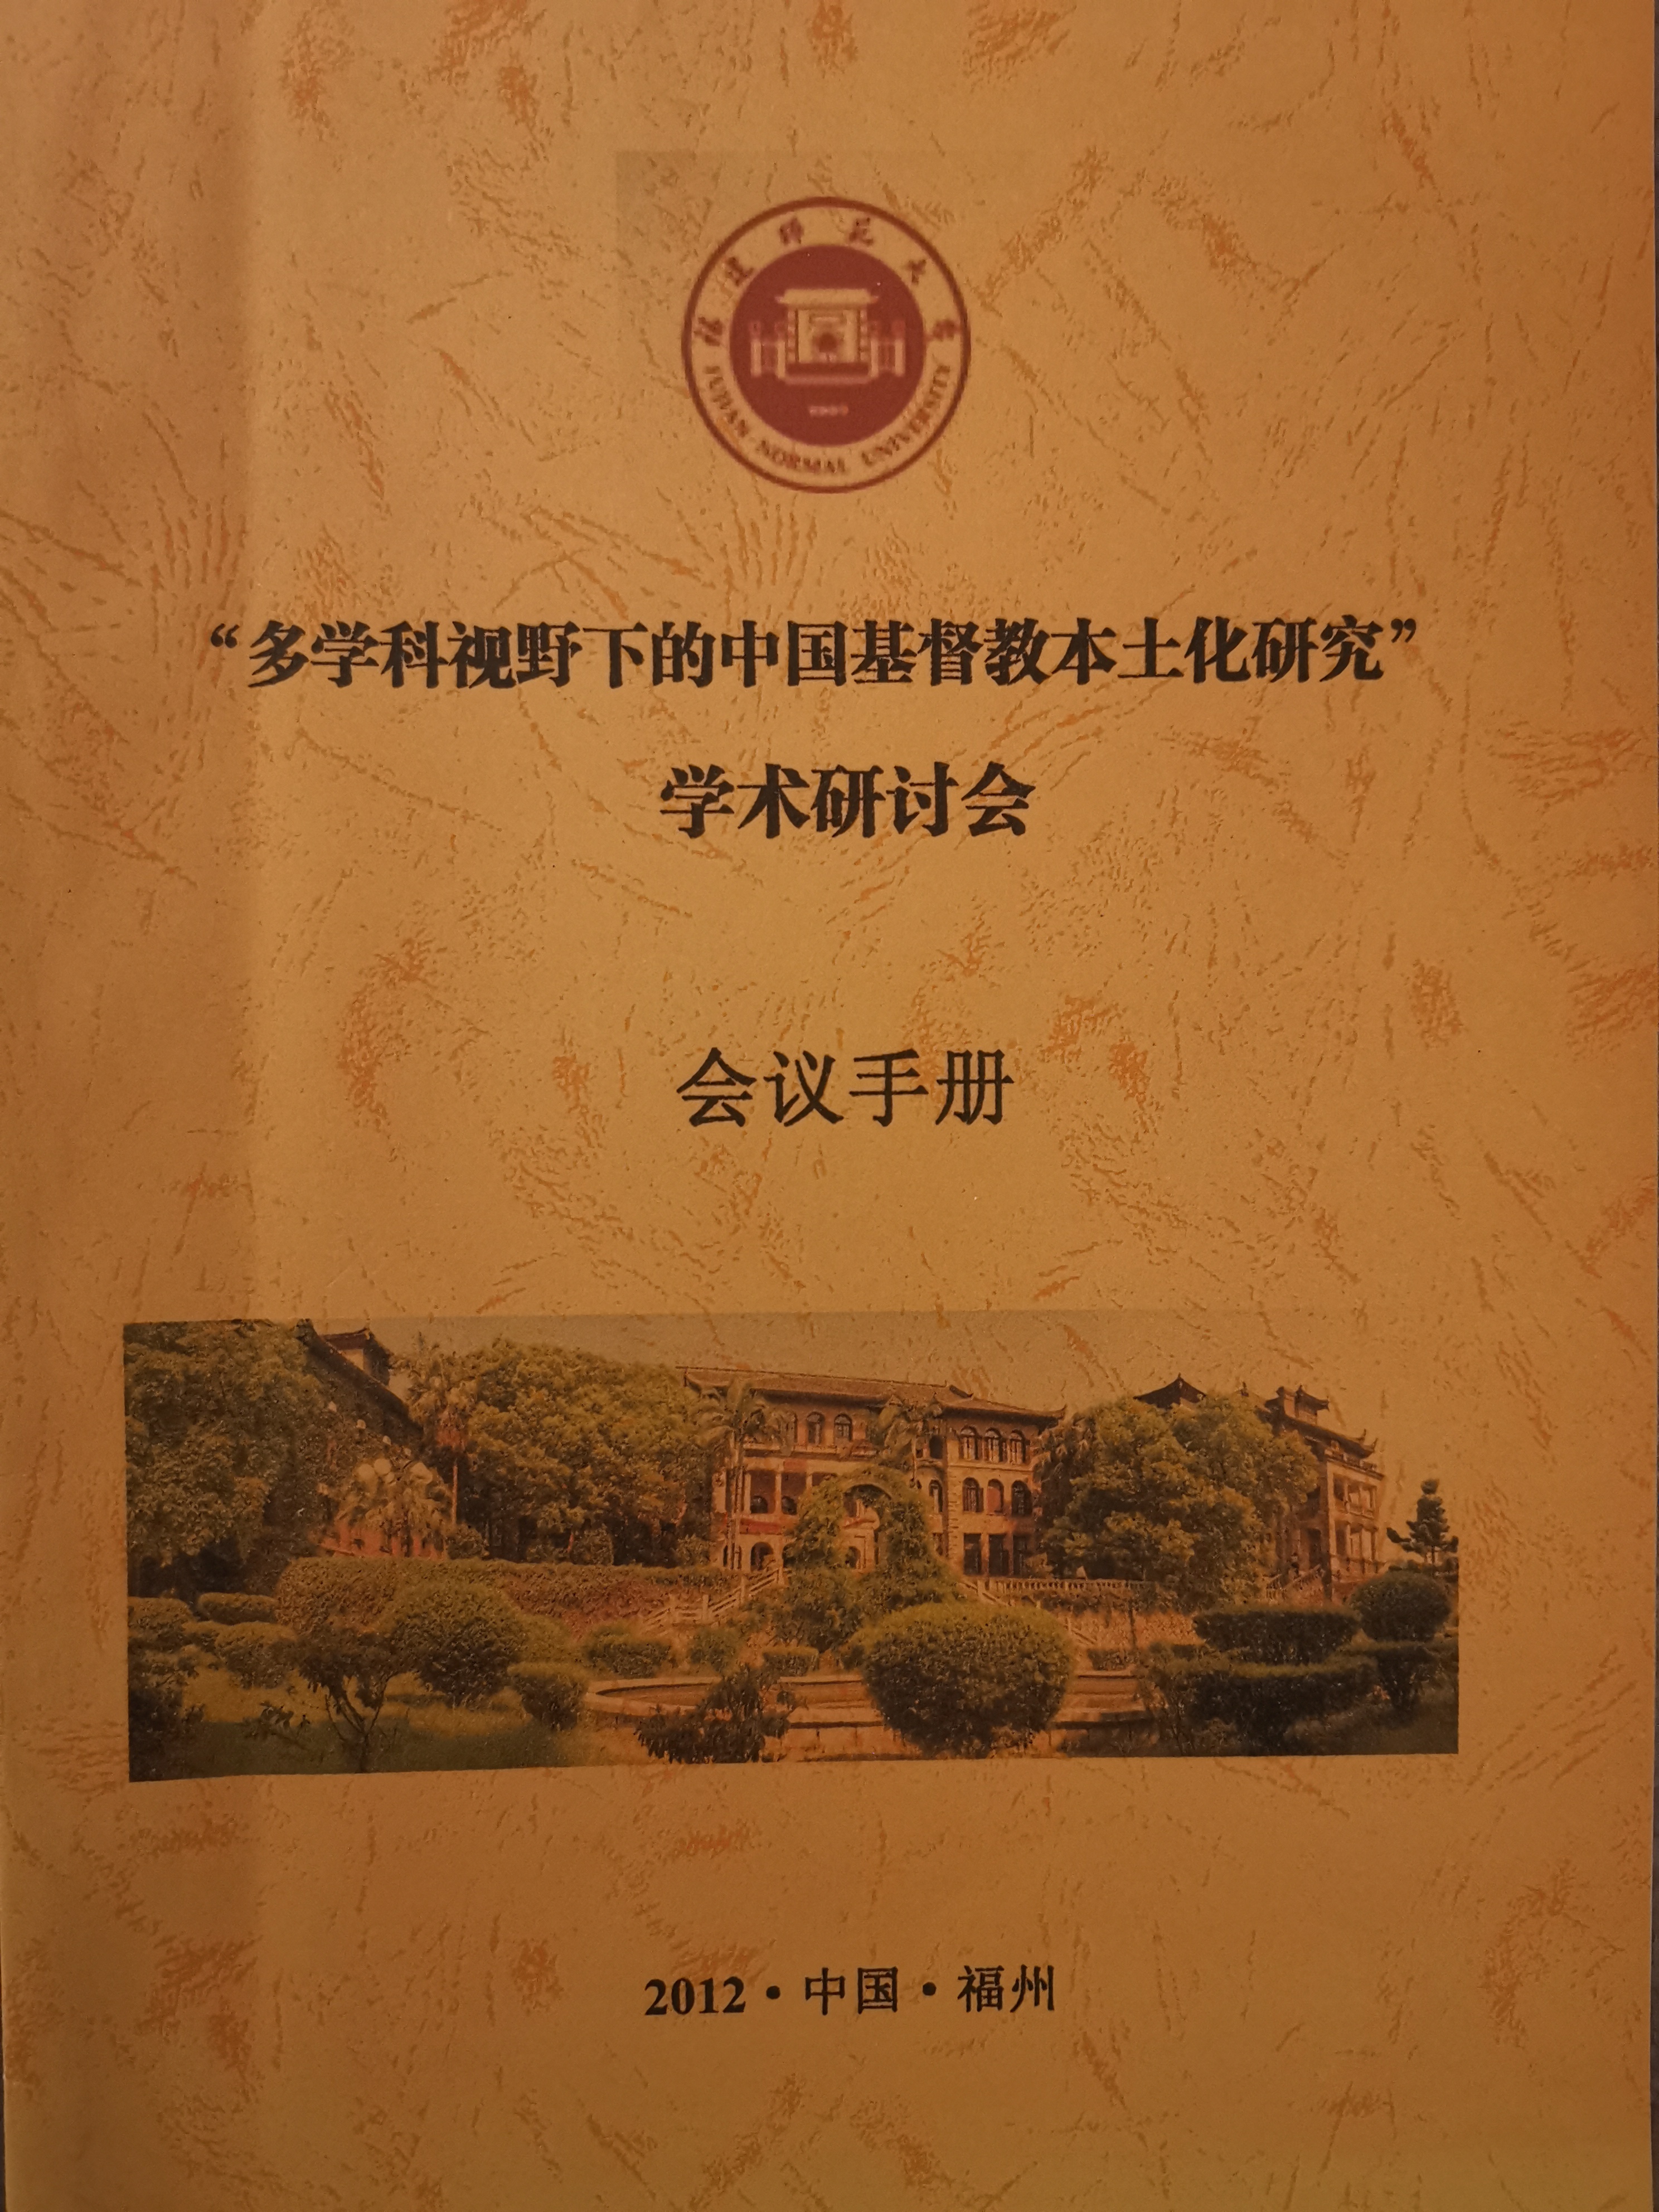 福建师范大学
FUJIAN NORMAL UNIVERSITY
1907
“多学科视野下的中国基督教本土化研究”
学术研讨会
会议手册
2012·中国·福州